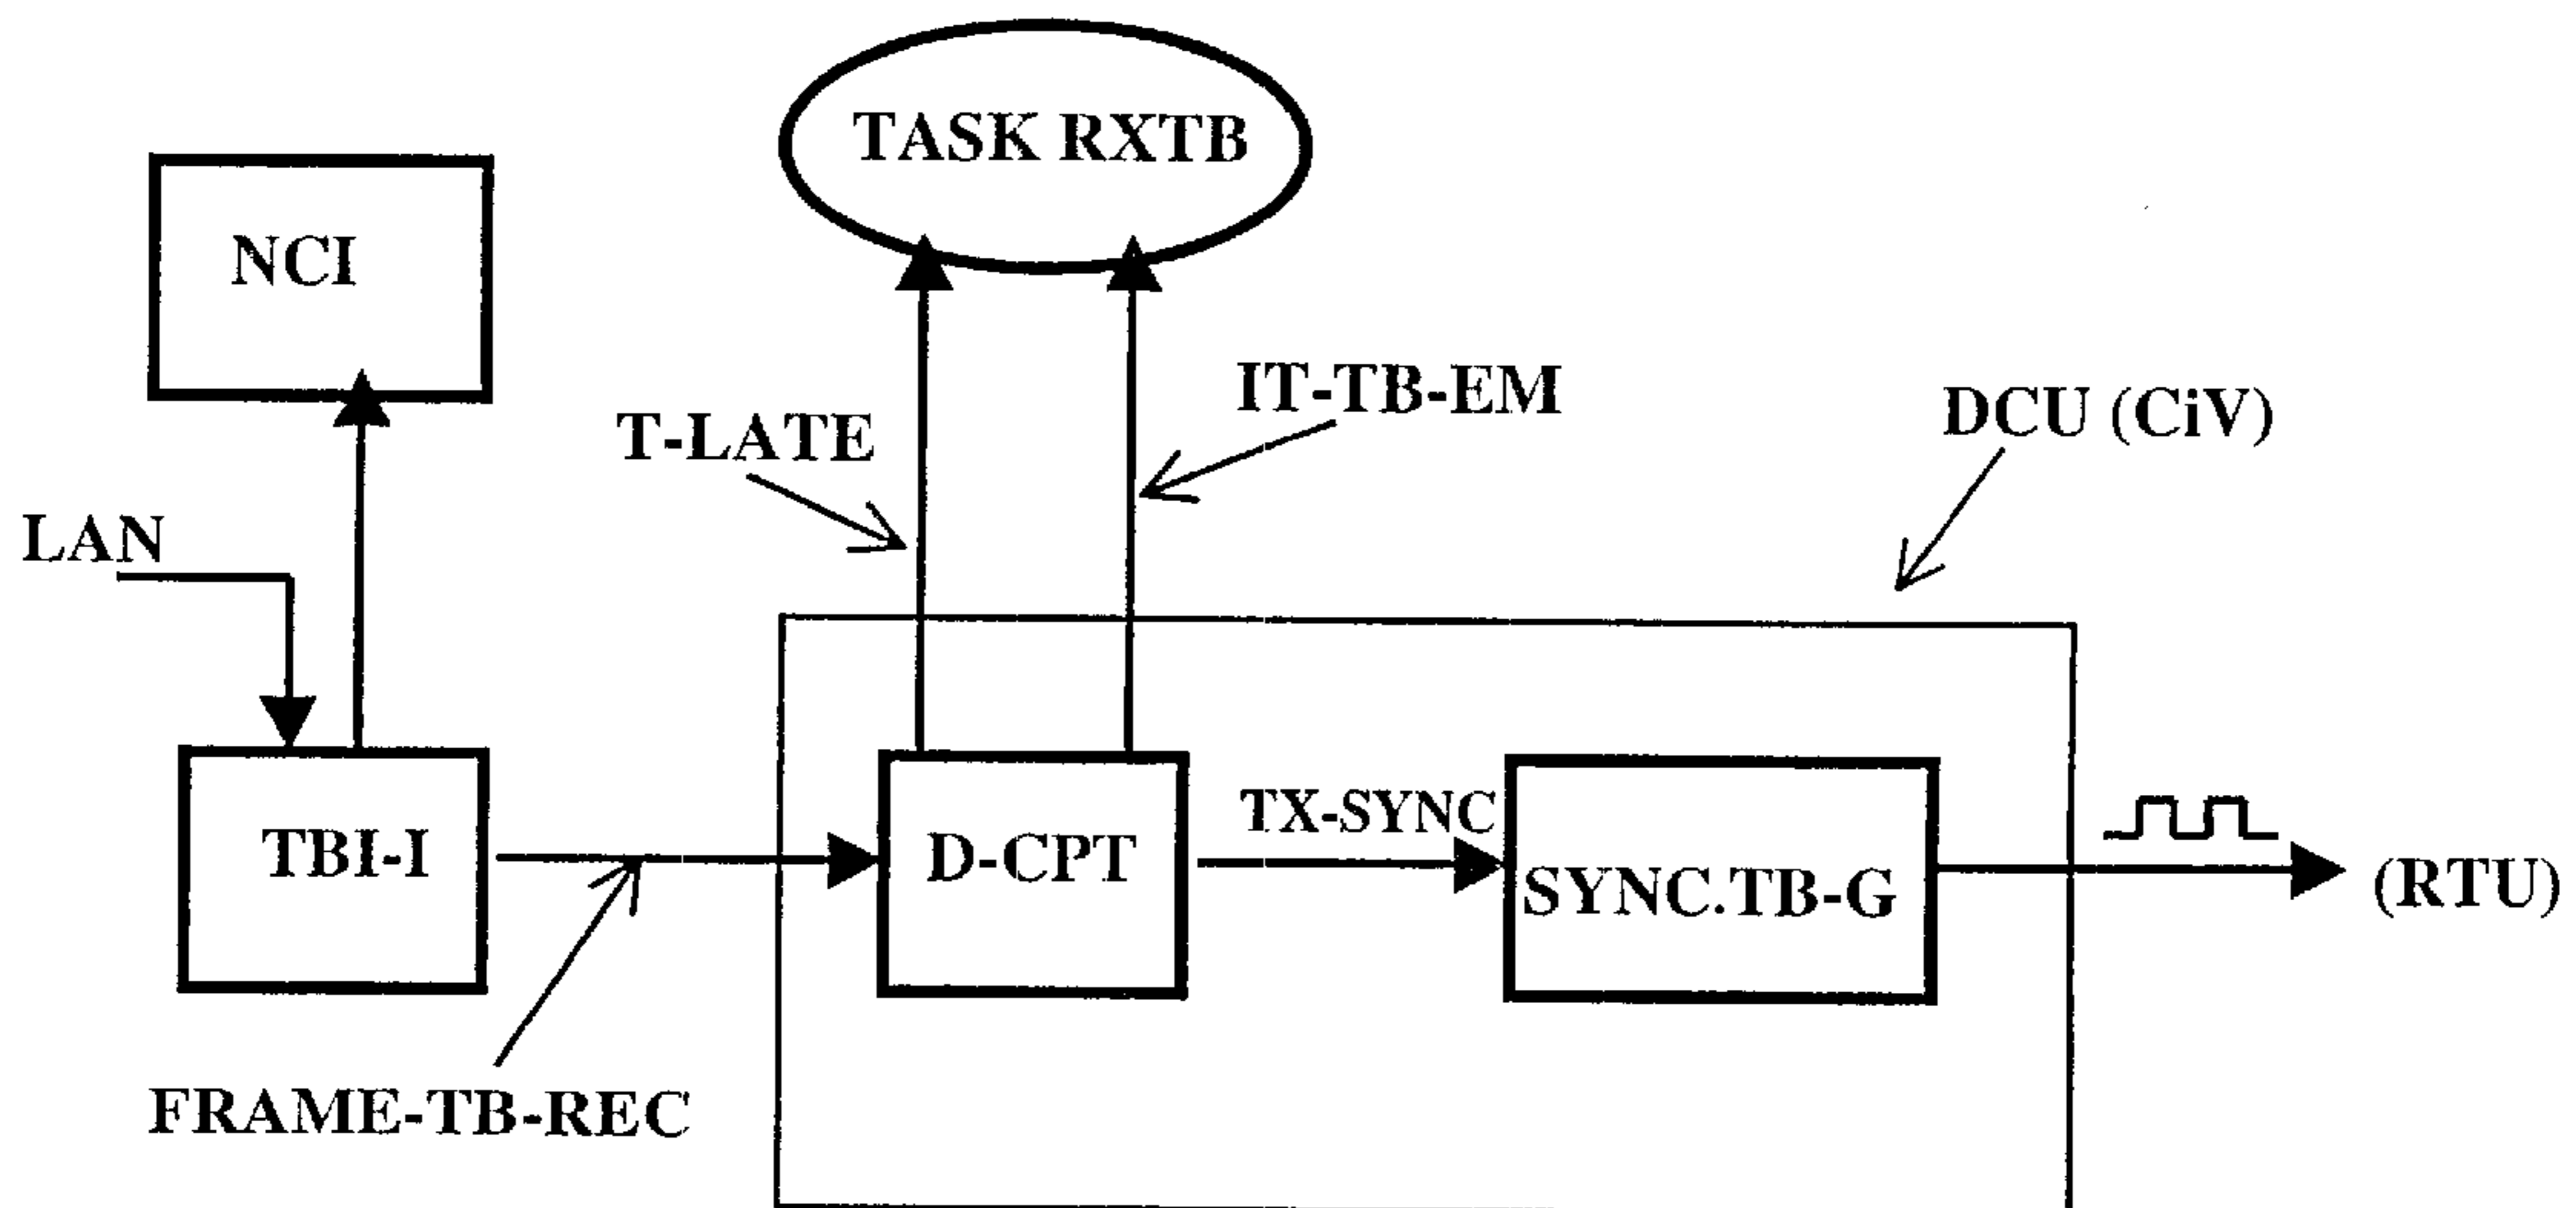 TASK RXTB
NCI
IT-TB-EM
DCU (CiV)
T-LATE
LAN
TX-SYNC
TBI-I
D-CPT
SYNC.TB-G
(RTU)
FRAME-TB-REC